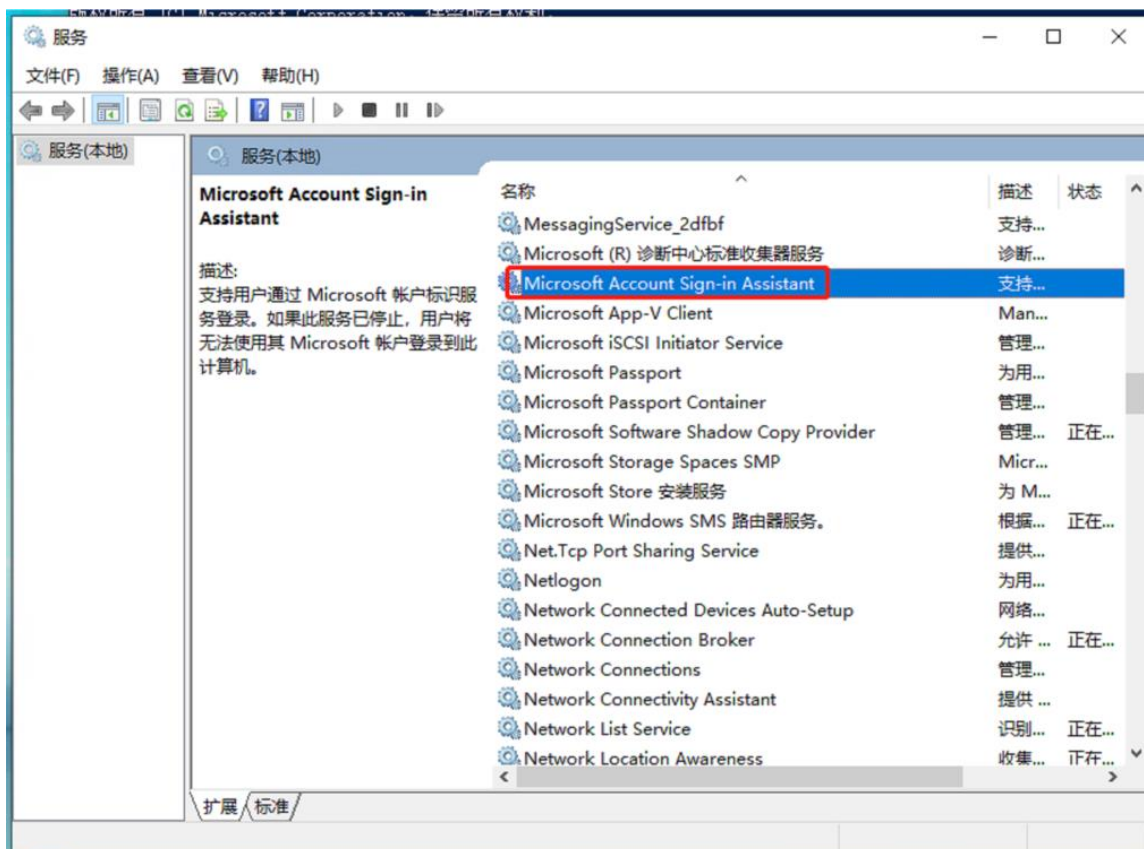 服务
文件(F) 操作(A) 查看(V) 帮助(H)
服务(本地)
服务(本地)
Microsoft Account Sign-in
Assistant
描述:
支持用户通过 Microsoft 帐户标识服
务登录。如果此服务已停止，用户将
无法使用其 Microsoft 帐户登录到此
计算机。
名称 描述 状态
MessagingService_2dfbf 支持...
Microsoft (R) 诊断中心标准收集器服务 诊断...
Microsoft Account Sign-in Assistant 支持...
Microsoft App-V Client Man...
Microsoft iSCSI Initiator Service 管理...
Microsoft Passport 为用...
Microsoft Passport Container 管理...
Microsoft Software Shadow Copy Provider 管理... 正在...
Microsoft Storage Spaces SMP Micr...
Microsoft Store 安装服务 为 M...
Microsoft Windows SMS 路由器服务。 根据... 正在...
Net.Tcp Port Sharing Service 提供...
Netlogon 为用...
Network Connected Devices Auto-Setup 网络...
Network Connection Broker 允许 ... 正在...
Network Connections 管理...
Network Connectivity Assistant 提供 ...
Network List Service 识别... 正在...
Network Location Awareness 收集... 正在...
扩展 标准